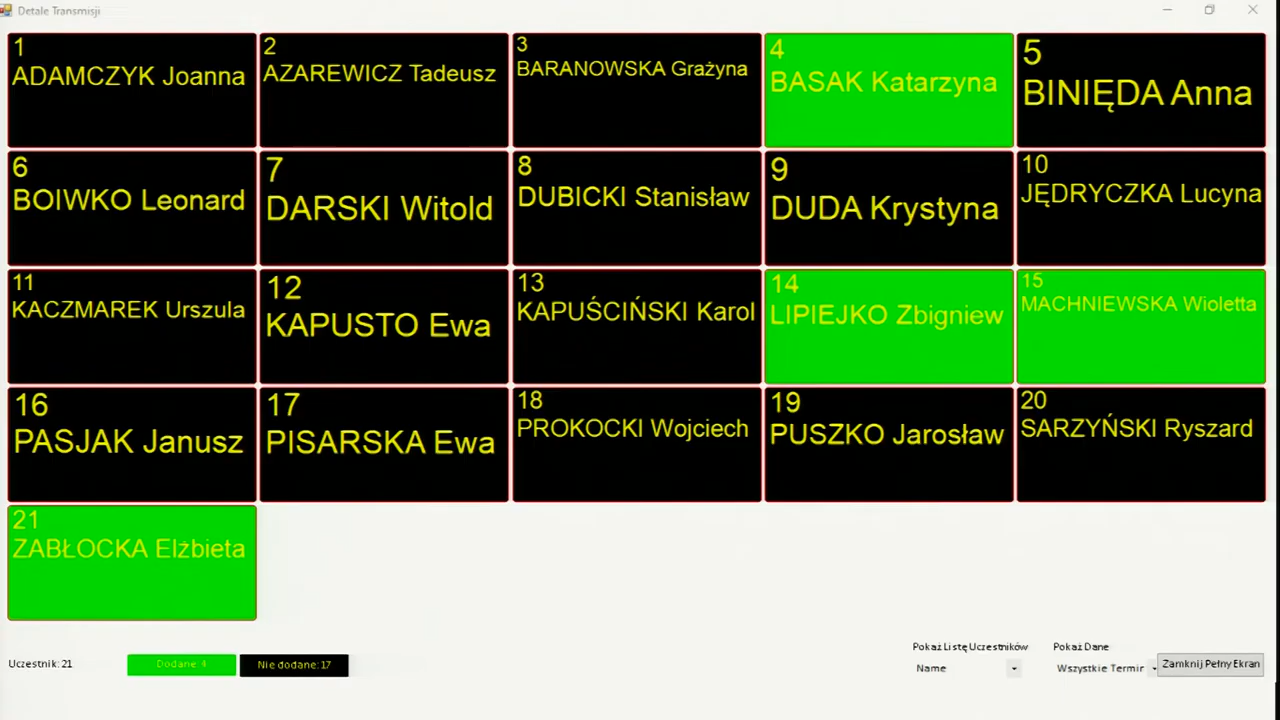 Detale Transmisji
1
ADAMCZYK Joanna
2
AZAREWICZ Tadeusz
3
BARANOWSKA Grażyna
4
BASAK Katarzyna
5
BINIĘDA Anna
6
BOIWKO Leonard
7
DARSKI Witold
8
DUBICKI Stanisław
9
DUDA Krystyna
10
JĘDRYCZKA Lucyna
11
KACZMAREK Urszula
12
KAPUSTO Ewa
13
KAPUŚCIŃSKI Karol
14
LIPIEJKO Zbigniew
15
MACHNIEWSKA Wioletta
16
PASJAK Janusz
17
PISARSKA Ewa
18
PROKOCKI Wojciech
19
PUSZKO Jarosław
20
SARZYŃSKI Ryszard
21
ZABŁOCKA Elżbieta
Uczestnik: 21
Dodane: 4
Nie dodane: 17
Pokaż Listę Uczestników
Name
Pokaż Dane
Wszystkie Termir
Zamknij Pełny Ekran